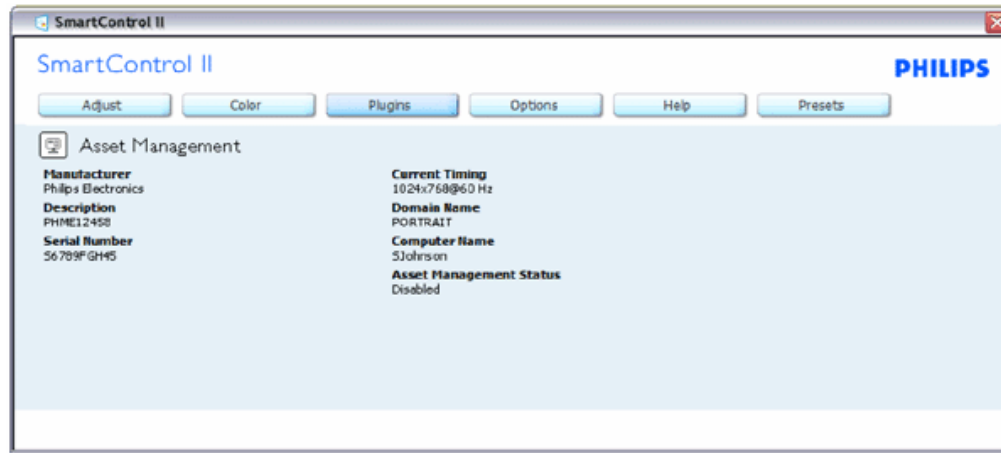 SmartControl II
SmartControl II
PHILIPS
Adjust Color Plugins Options Help Presets
Asset Management
Manufacturer
Philips Electronics
Description
PHME12458
Serial Number
56789FGH45
Current Timing
1024x768@60 Hz
Domain Name
PORTRAIT
Computer Name
SJohnson
Asset Management Status
Disabled